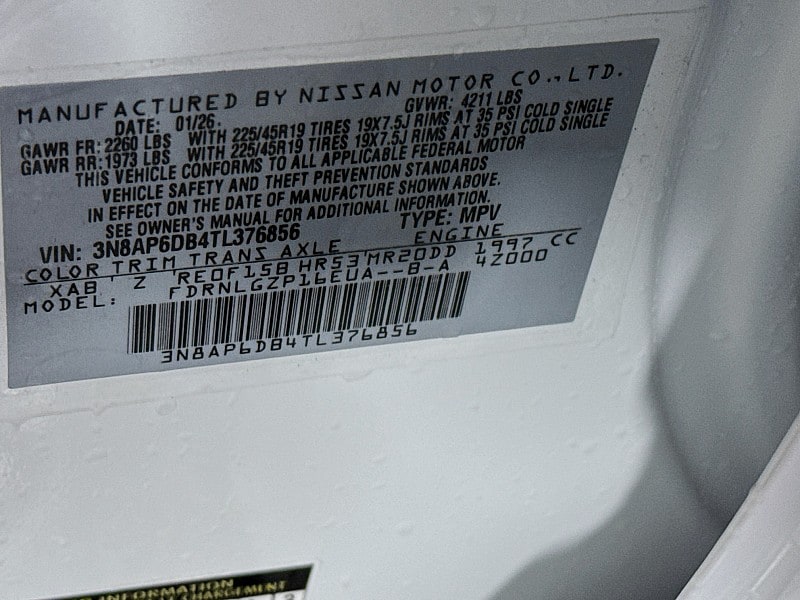 MANUFACTURED BY NISSAN MOTOR CO., LTD.
DATE: 01/26. GVWR: 4211 LBS
GAWR FR: 2260 LBS WITH 225/45R19 TIRES 19X7.5J RIMS AT 35 PSI COLD SINGLE
GAWR RR: 1973 LBS WITH 225/45R19 TIRES 19X7.5J RIMS AT 35 PSI COLD SINGLE
THIS VEHICLE CONFORMS TO ALL APPLICABLE FEDERAL MOTOR
VEHICLE SAFETY AND THEFT PREVENTION STANDARDS
IN EFFECT ON THE DATE OF MANUFACTURE SHOWN ABOVE.
SEE OWNER'S MANUAL FOR ADDITIONAL INFORMATION.
VIN: 3N8AP6DB4TL376856 TYPE: MPV
COLOR TRIM TRANS AXLE ENGINE
XAB Z RE0F15B HR53 MR20DD 1997 CC
MODEL: FDRNLGZP16EUA--B-A 42000
3N8AP6DB4TL376856
INFORMATION